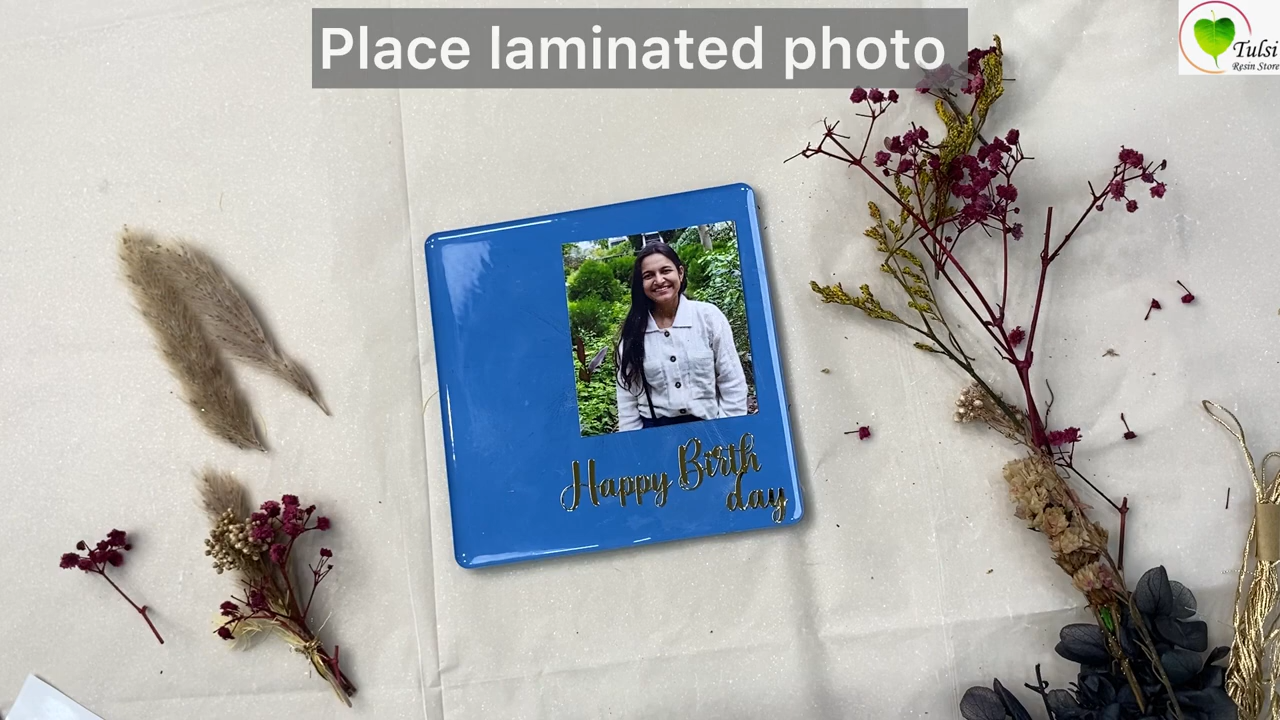 Place laminated photo
Tulsi
Resin Store
Happy Birth
day